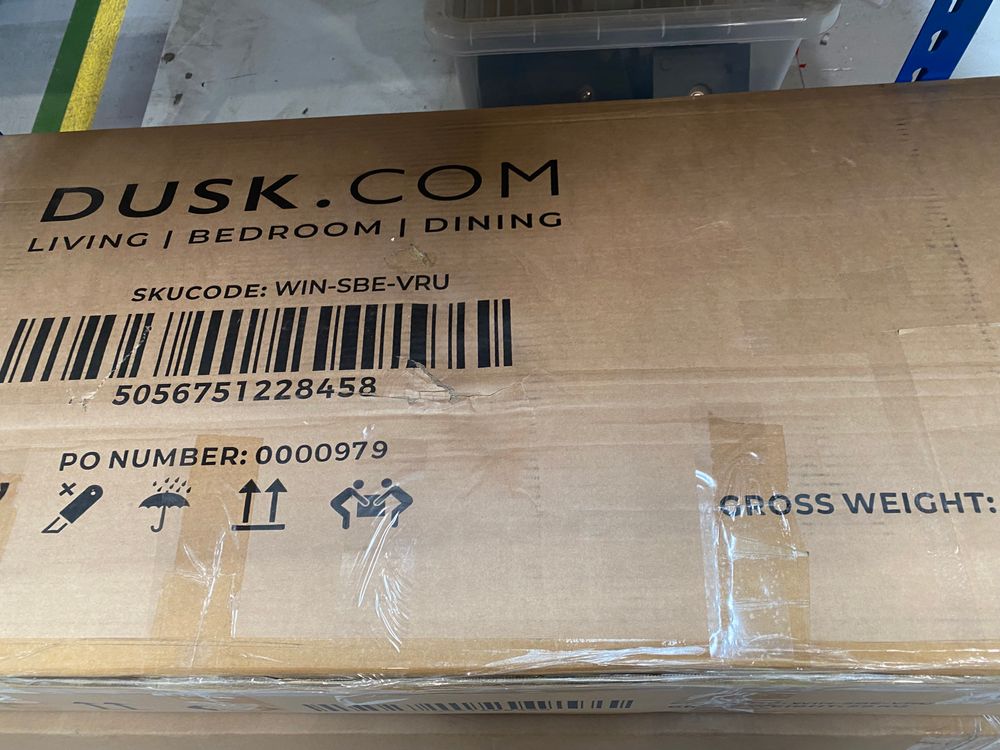 DUSK.COM
LIVING | BEDROOM | DINING
SKUCODE: WIN-SBE-VRU
5056751228458
PO NUMBER: 0000979
GROSS WEIGHT: